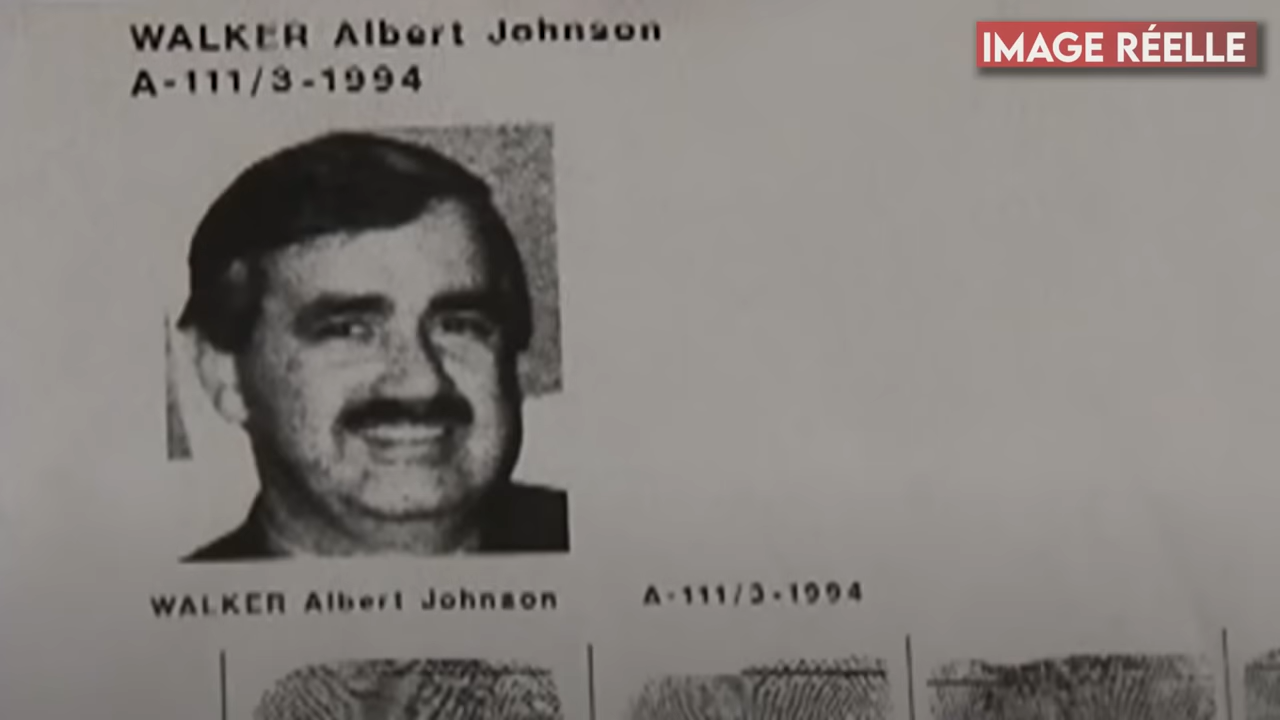 WALKER Albert Johnson
A-111/3-1994
IMAGE RÉELLE
WALKER Albert Johnson A-111/3-1994